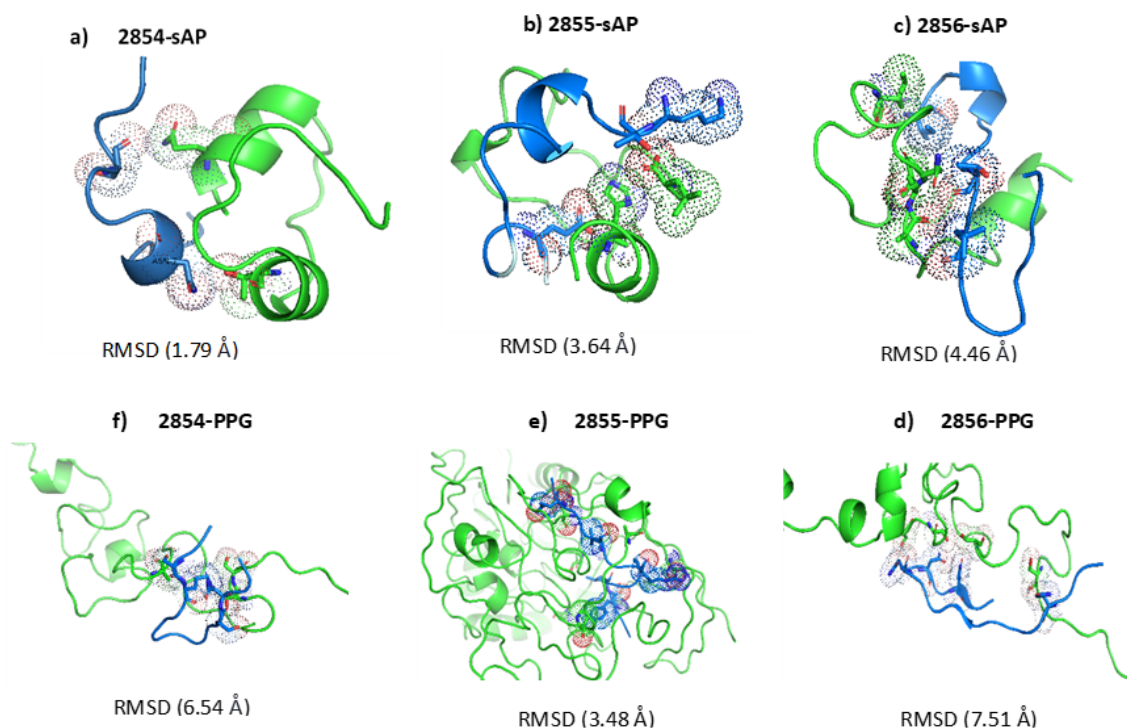 a) 2854-sAP
b) 2855-sAP
c) 2856-sAP
RMSD (1.79 Å)
RMSD (3.64 Å)
RMSD (4.46 Å)
f) 2854-PPG
e) 2855-PPG
d) 2856-PPG
RMSD (6.54 Å)
RMSD (3.48 Å)
RMSD (7.51 Å)